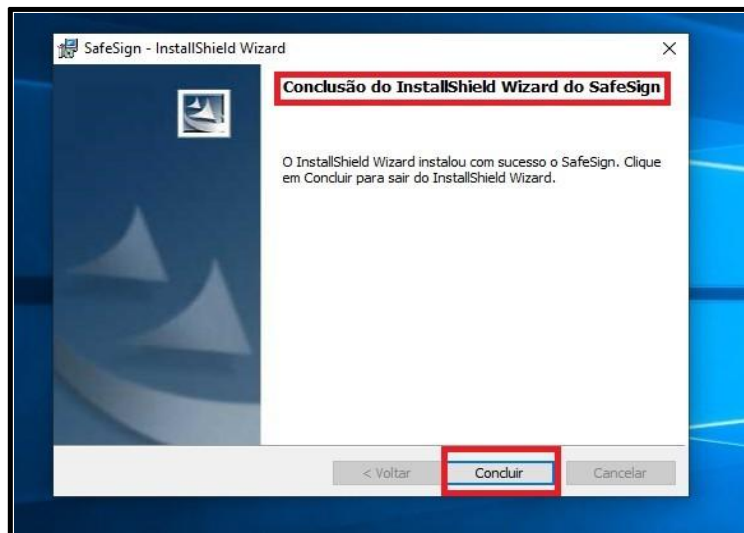 SafeSign - InstallShield Wizard
Conclusão do InstallShield Wizard do SafeSign
O InstallShield Wizard instalou com sucesso o SafeSign. Clique
em Concluir para sair do InstallShield Wizard.
< Voltar
Concluir
Cancelar